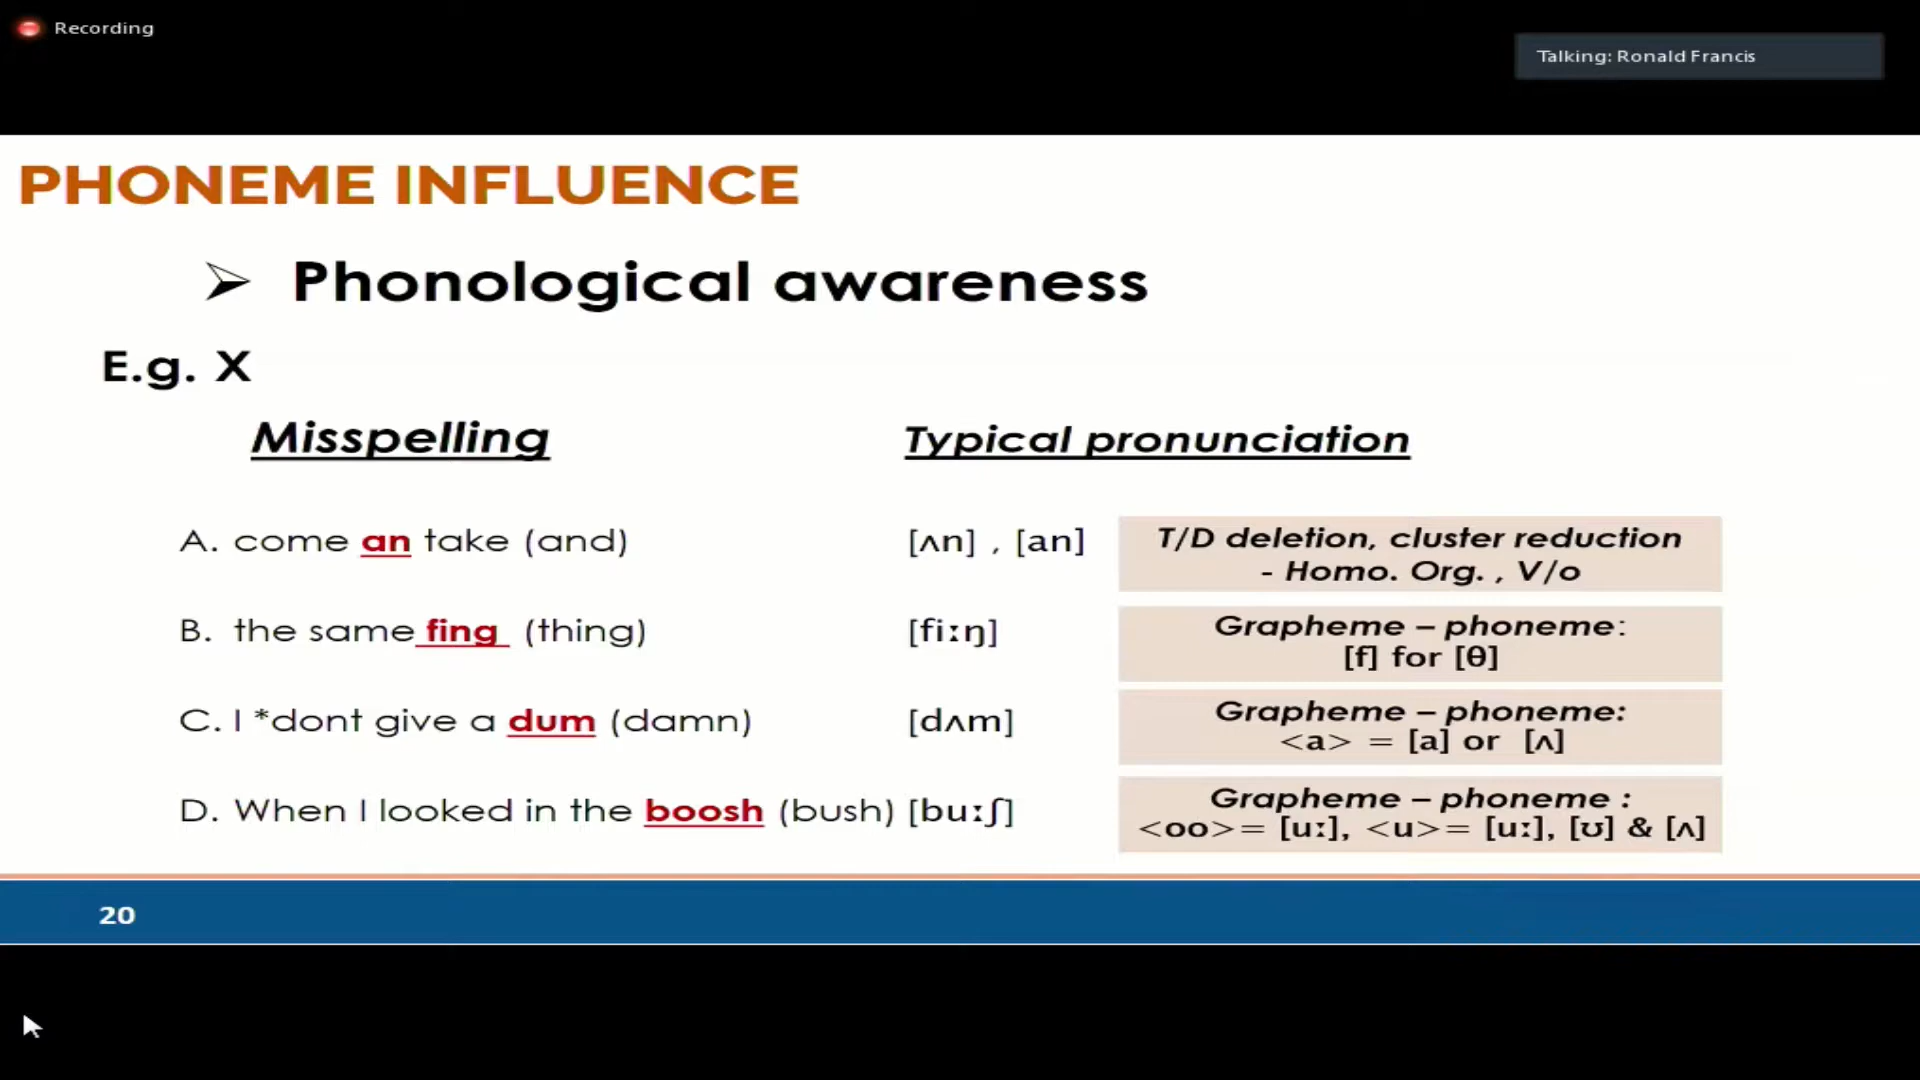 Recording
Talking: Ronald Francis
PHONEME INFLUENCE
➢ Phonological awareness
E.g. X
Misspelling Typical pronunciation
A. come an take (and) [ʌn] , [an] T/D deletion, cluster reduction
- Homo. Org. , V/o
B. the same fing (thing) [fiːŋ] Grapheme – phoneme:
[f] for [θ]
C. I *dont give a dum (damn) [dʌm] Grapheme – phoneme:
<a> = [a] or [ʌ]
D. When I looked in the boosh (bush) [buːʃ] Grapheme – phoneme :
<oo>= [uː], <u>= [uː], [ʊ] & [ʌ]
20